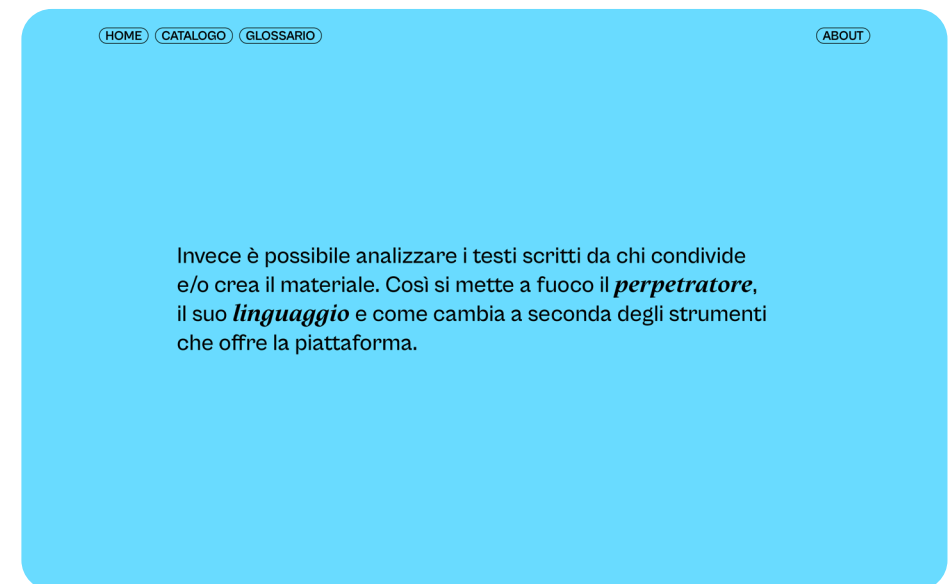 HOME CATALOGO GLOSSARIO ABOUT
Invece è possibile analizzare i testi scritti da chi condivide
e/o crea il materiale. Così si mette a fuoco il perpetratore,
il suo linguaggio e come cambia a seconda degli strumenti
che offre la piattaforma.